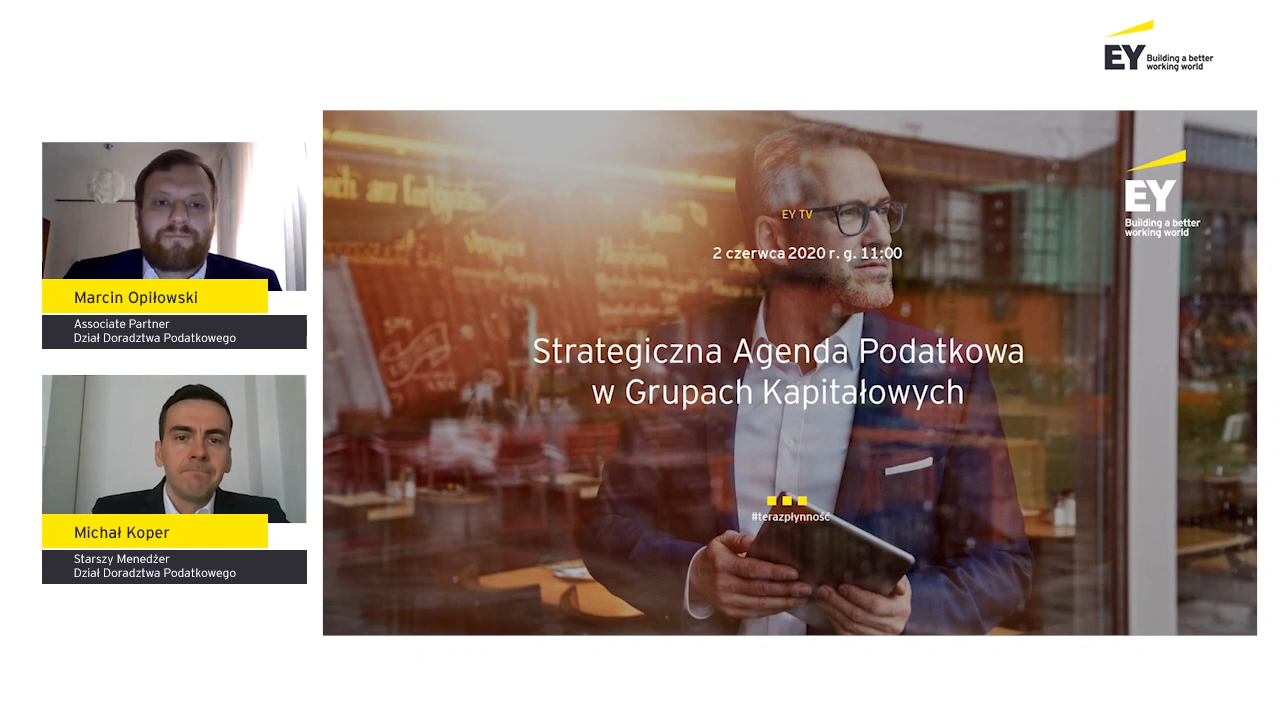 EY Building a better
working world
Marcin Opiłowski
Associate Partner
Dział Doradztwa Podatkowego
Michał Koper
Starszy Menedżer
Dział Doradztwa Podatkowego
EY TV
2 czerwca 2020 r. g. 11:00
Strategiczna Agenda Podatkowa
w Grupach Kapitałowych
#terazpłynność
EY
Building a better
working world